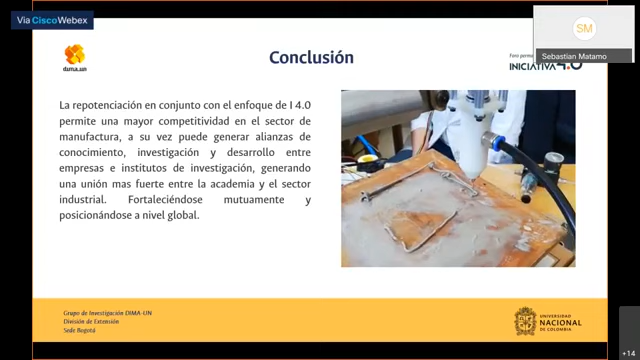 Via Cisco Webex
SM
Sebastian Matamo
dima.un
Conclusión
INICIATIVA 4.0
La repotenciación en conjunto con el enfoque de I 4.0
permite una mayor competitividad en el sector de
manufactura, a su vez puede generar alianzas de
conocimiento, investigación y desarrollo entre
empresas e institutos de investigación, generando
una unión mas fuerte entre la academia y el sector
industrial. Fortaleciéndose mutuamente y
posicionándose a nivel global.
Grupo de Investigación DIMA-UN
División de Extensión
Sede Bogotá
UNIVERSIDAD
NACIONAL
DE COLOMBIA
+14